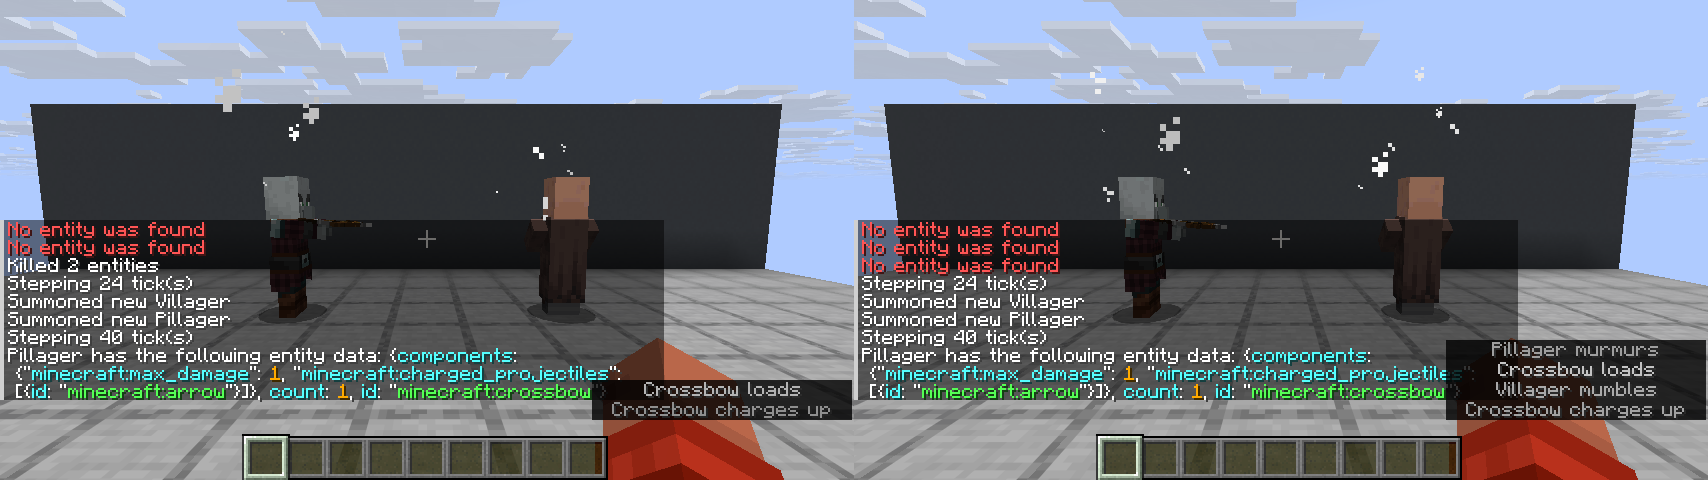 No entity was found
No entity was found
Killed 2 entities
Stepping 24 tick(s)
Summoned new Villager
Summoned new Pillager
Stepping 40 tick(s)
Pillager has the following entity data: {components:
{"minecraft:max_damage": 1, "minecraft:charged_projectiles":
[{id: "minecraft:arrow"}]}, count: 1, id: "minecraft:crossbow"}
Crossbow loads
Crossbow charges up
No entity was found
No entity was found
No entity was found
Stepping 24 tick(s)
Summoned new Villager
Summoned new Pillager
Stepping 40 tick(s)
Pillager has the following entity data: {components:
{"minecraft:max_damage": 1, "minecraft:charged_projectiles":
[{id: "minecraft:arrow"}]}, count: 1, id: "minecraft:crossbow"}
Pillager murmurs
Crossbow loads
Villager mumbles
Crossbow charges up